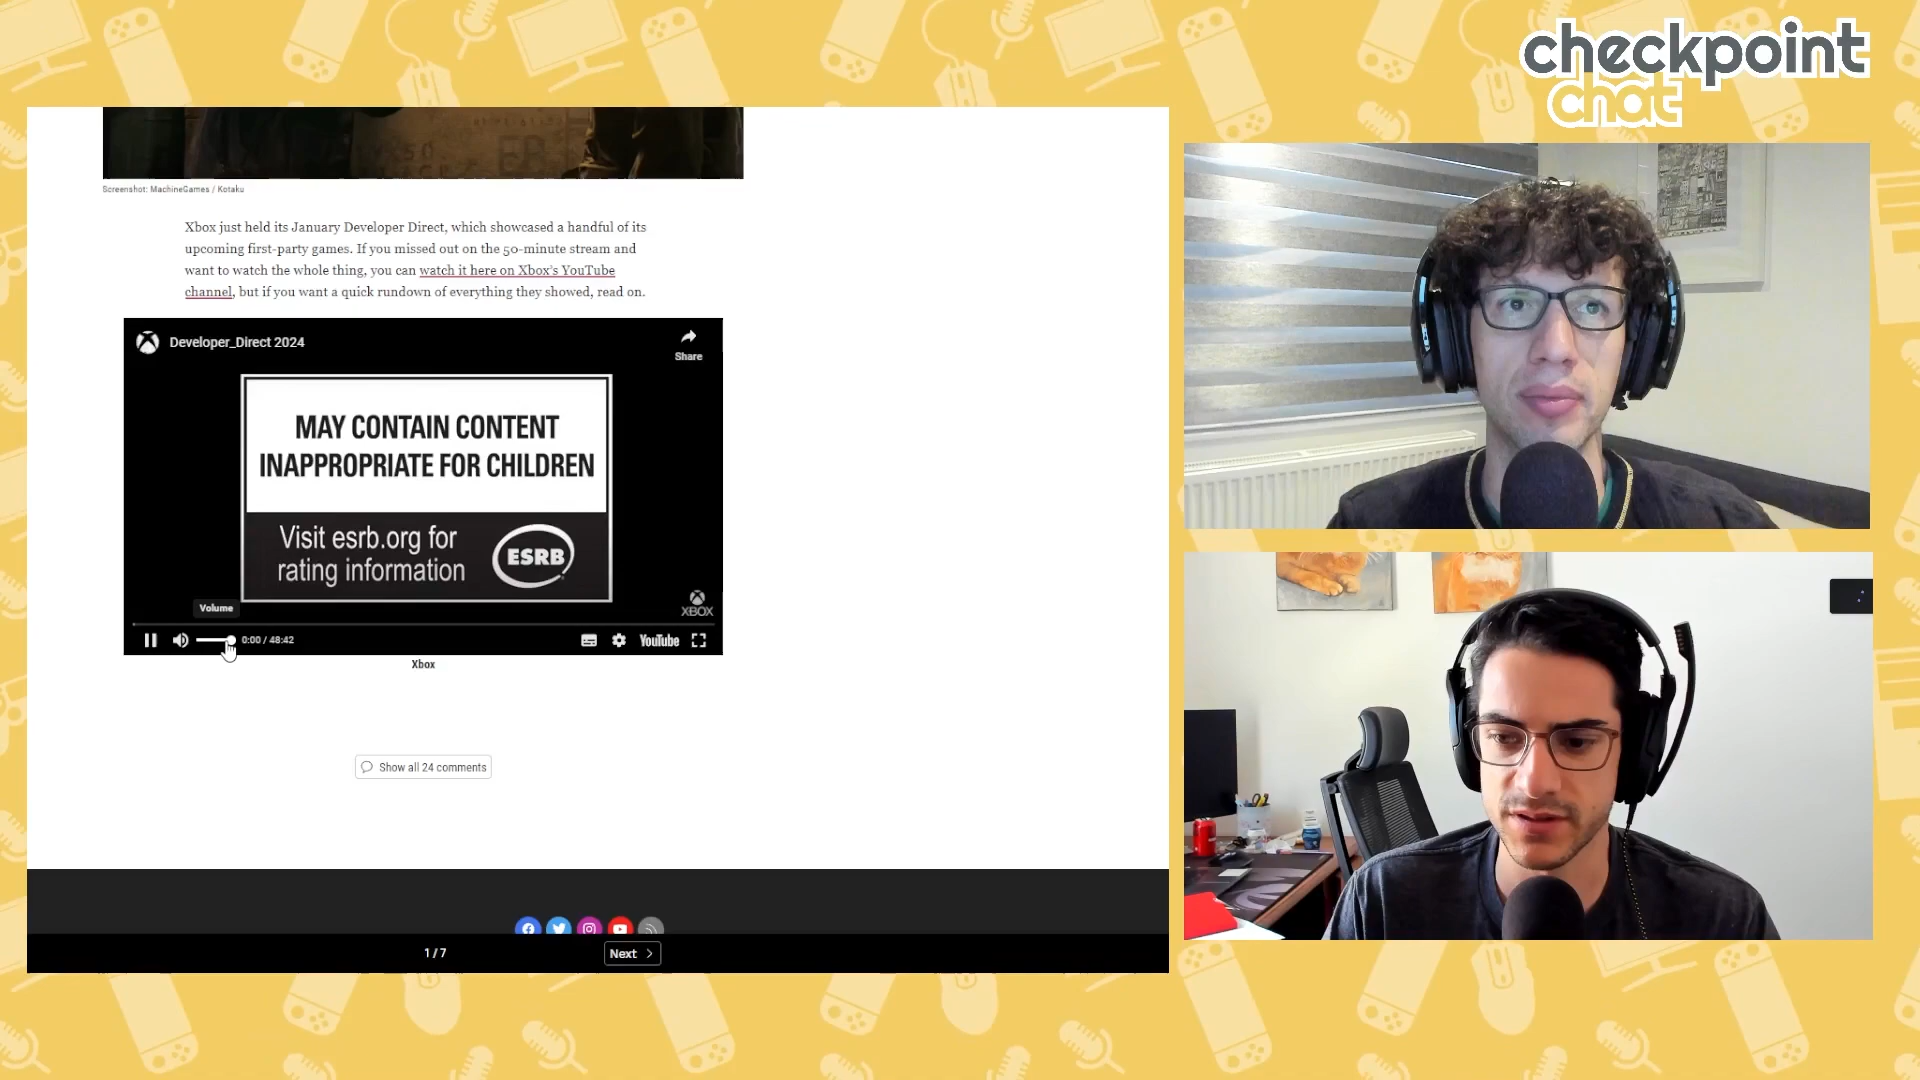 checkpoint
chat
Screenshot: MachineGames / Kotaku
Xbox just held its January Developer Direct, which showcased a handful of its
upcoming first-party games. If you missed out on the 50-minute stream and
want to watch the whole thing, you can watch it here on Xbox’s YouTube
channel, but if you want a quick rundown of everything they showed, read on.
Developer_Direct 2024
Share
MAY CONTAIN CONTENT
INAPPROPRIATE FOR CHILDREN
Visit esrb.org for
rating information
ESRB
Volume
XBOX
0:00 / 48:42
YouTube
Xbox
Show all 24 comments
1 / 7
Next